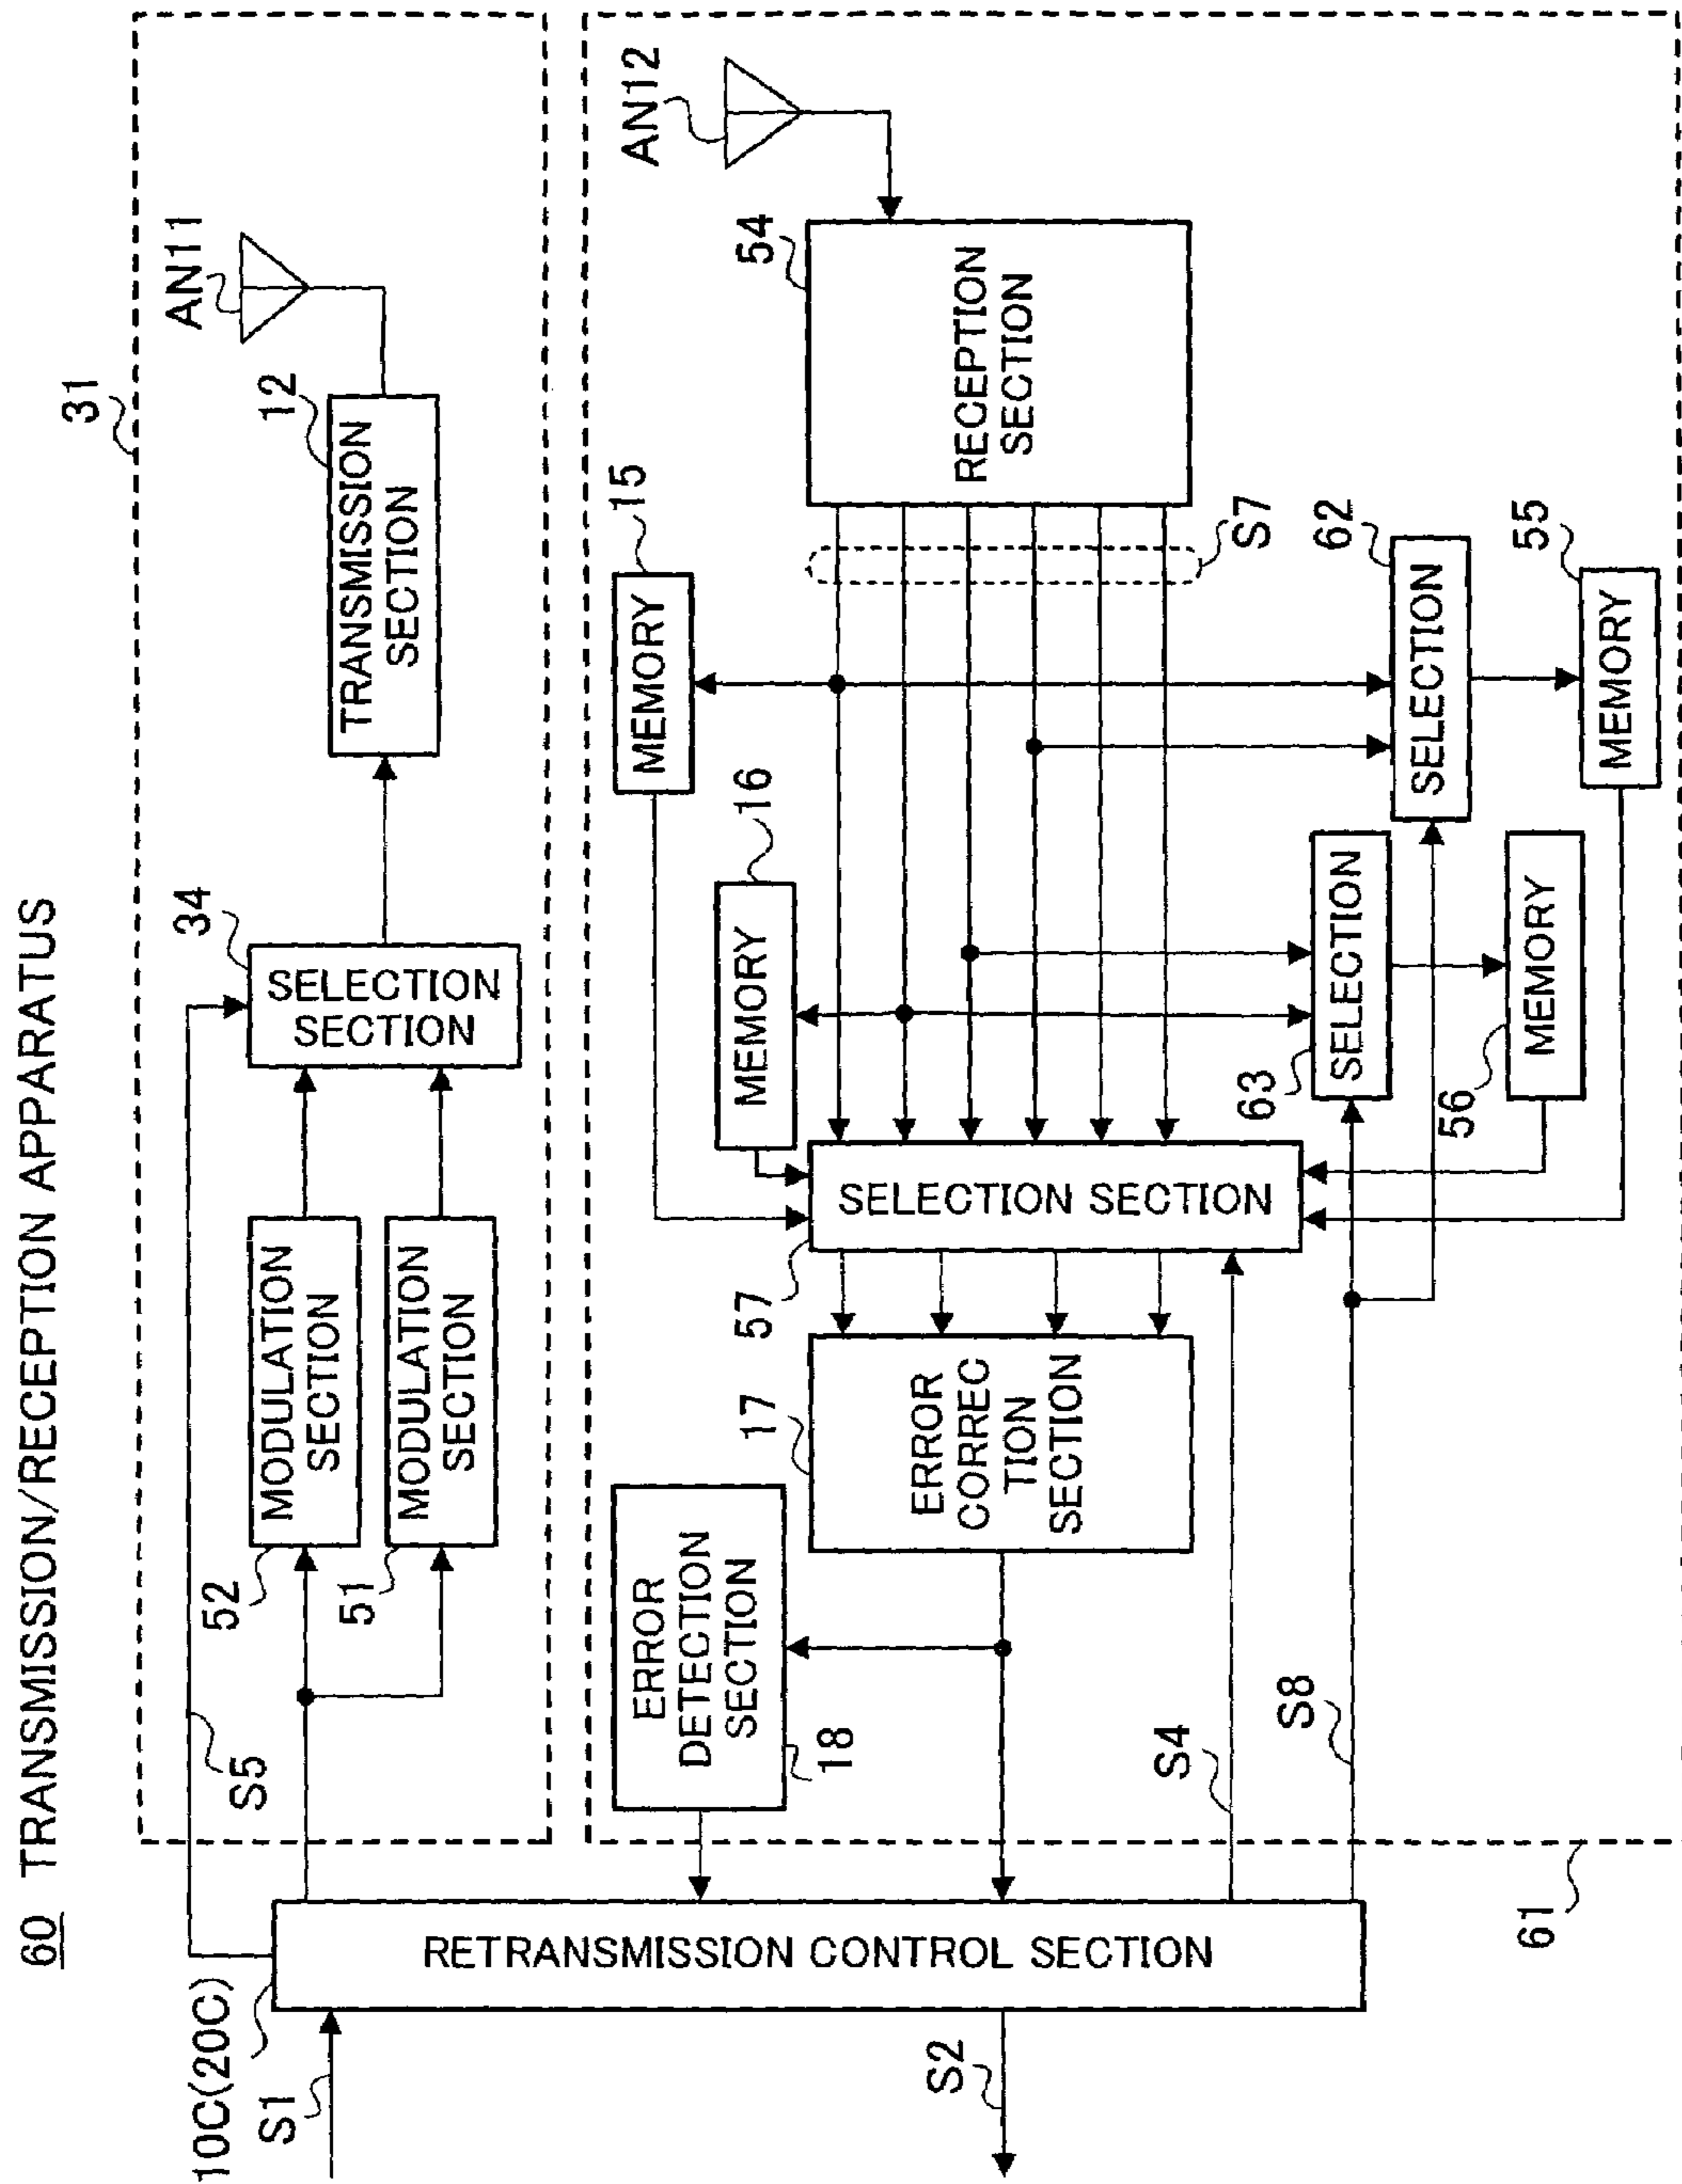 60 TRANSMISSION/RECEPTION APPARATUS
31
10C(20C)
S1
S5
RETRANSMISSION CONTROL SECTION
S2
52
MODULATION
SECTION
51
MODULATION
SECTION
34
SELECTION
SECTION
12
TRANSMISSION
SECTION
AN11
61
18
ERROR
DETECTION
SECTION
17
ERROR
CORREC
TION
SECTION
S4
S8
57
SELECTION SECTION
16
MEMORY
15
MEMORY
54
RECEPTION
SECTION
AN12
S7
63
SELECTION
62
SELECTION
56
MEMORY
55
MEMORY